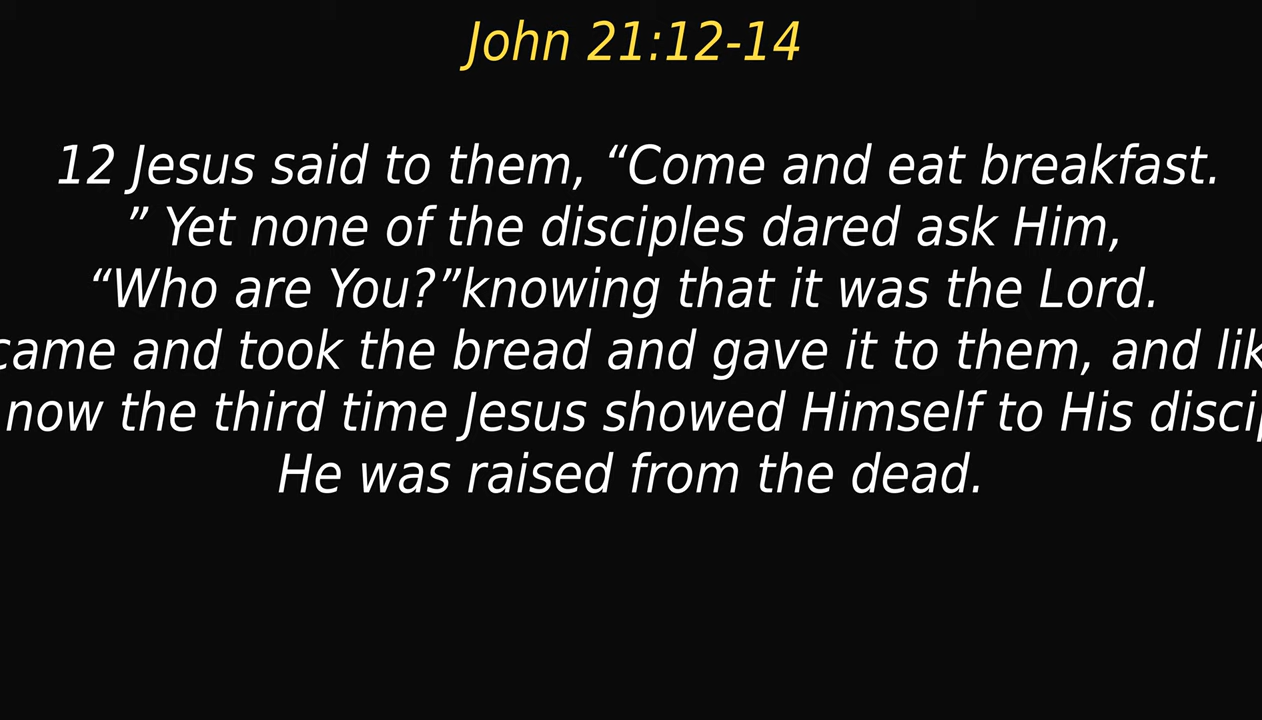 John 21:12-14
12 Jesus said to them, “Come and eat breakfast.
” Yet none of the disciples dared ask Him,
“Who are You?”knowing that it was the Lord.
came and took the bread and gave it to them, and
now the third time Jesus showed Himself to His
He was raised from the dead.